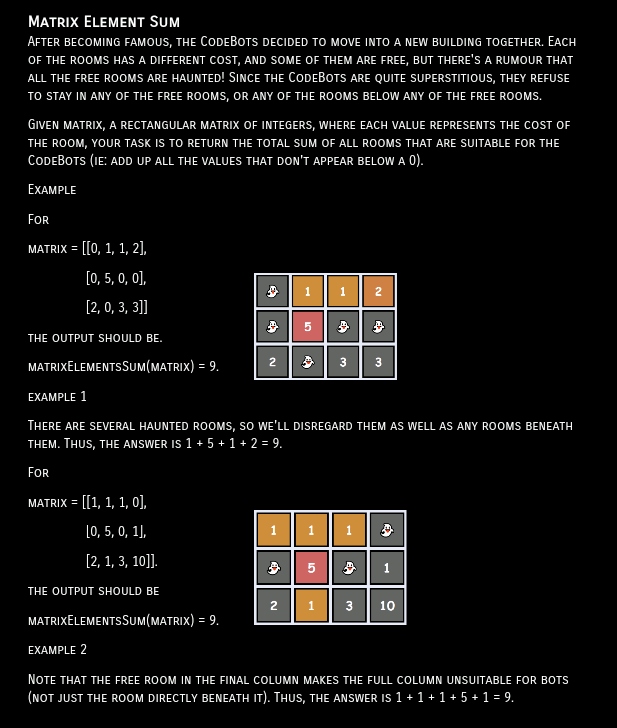 Matrix Element Sum
After becoming famous, the CodeBots decided to move into a new building together. Each
of the rooms has a different cost, and some of them are free, but there's a rumour that
all the free rooms are haunted! Since the CodeBots are quite superstitious, they refuse
to stay in any of the free rooms, or any of the rooms below any of the free rooms.
Given matrix, a rectangular matrix of integers, where each value represents the cost of
the room, your task is to return the total sum of all rooms that are suitable for the
CodeBots (ie: add up all the values that don't appear below a 0).
Example
For
matrix = [[0, 1, 1, 2],
[0, 5, 0, 0],
[2, 0, 3, 3]]
1 1 2
5
2 3 3
the output should be.
matrixElementsSum(matrix) = 9.
example 1
There are several haunted rooms, so we'll disregard them as well as any rooms beneath
them. Thus, the answer is 1 + 5 + 1 + 2 = 9.
For
matrix = [[1, 1, 1, 0],
[0, 5, 0, 1],
[2, 1, 3, 10]].
1 1 1
5 1
2 1 3 10
the output should be
matrixElementsSum(matrix) = 9.
example 2
Note that the free room in the final column makes the full column unsuitable for bots
(not just the room directly beneath it). Thus, the answer is 1 + 1 + 1 + 5 + 1 = 9.